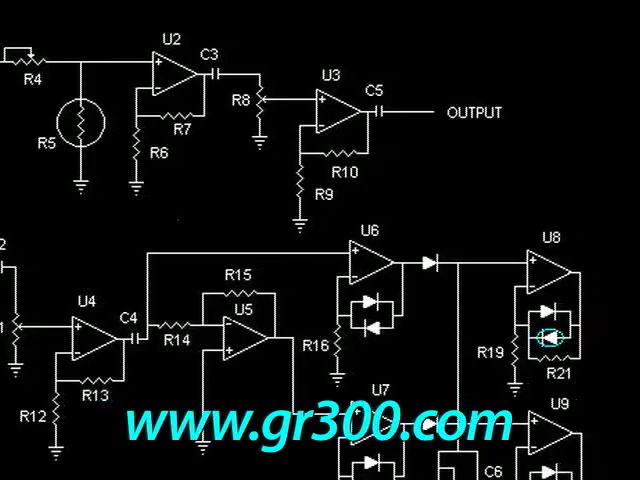 U2
C3
R4
U3
C5
R8
OUTPUT
R7
R5
R6
R10
R9
U6
U8
R15
U4
C4
U5
R14
R16
R19
R21
R13
U7
R12
U9
www.gr300.com
C6